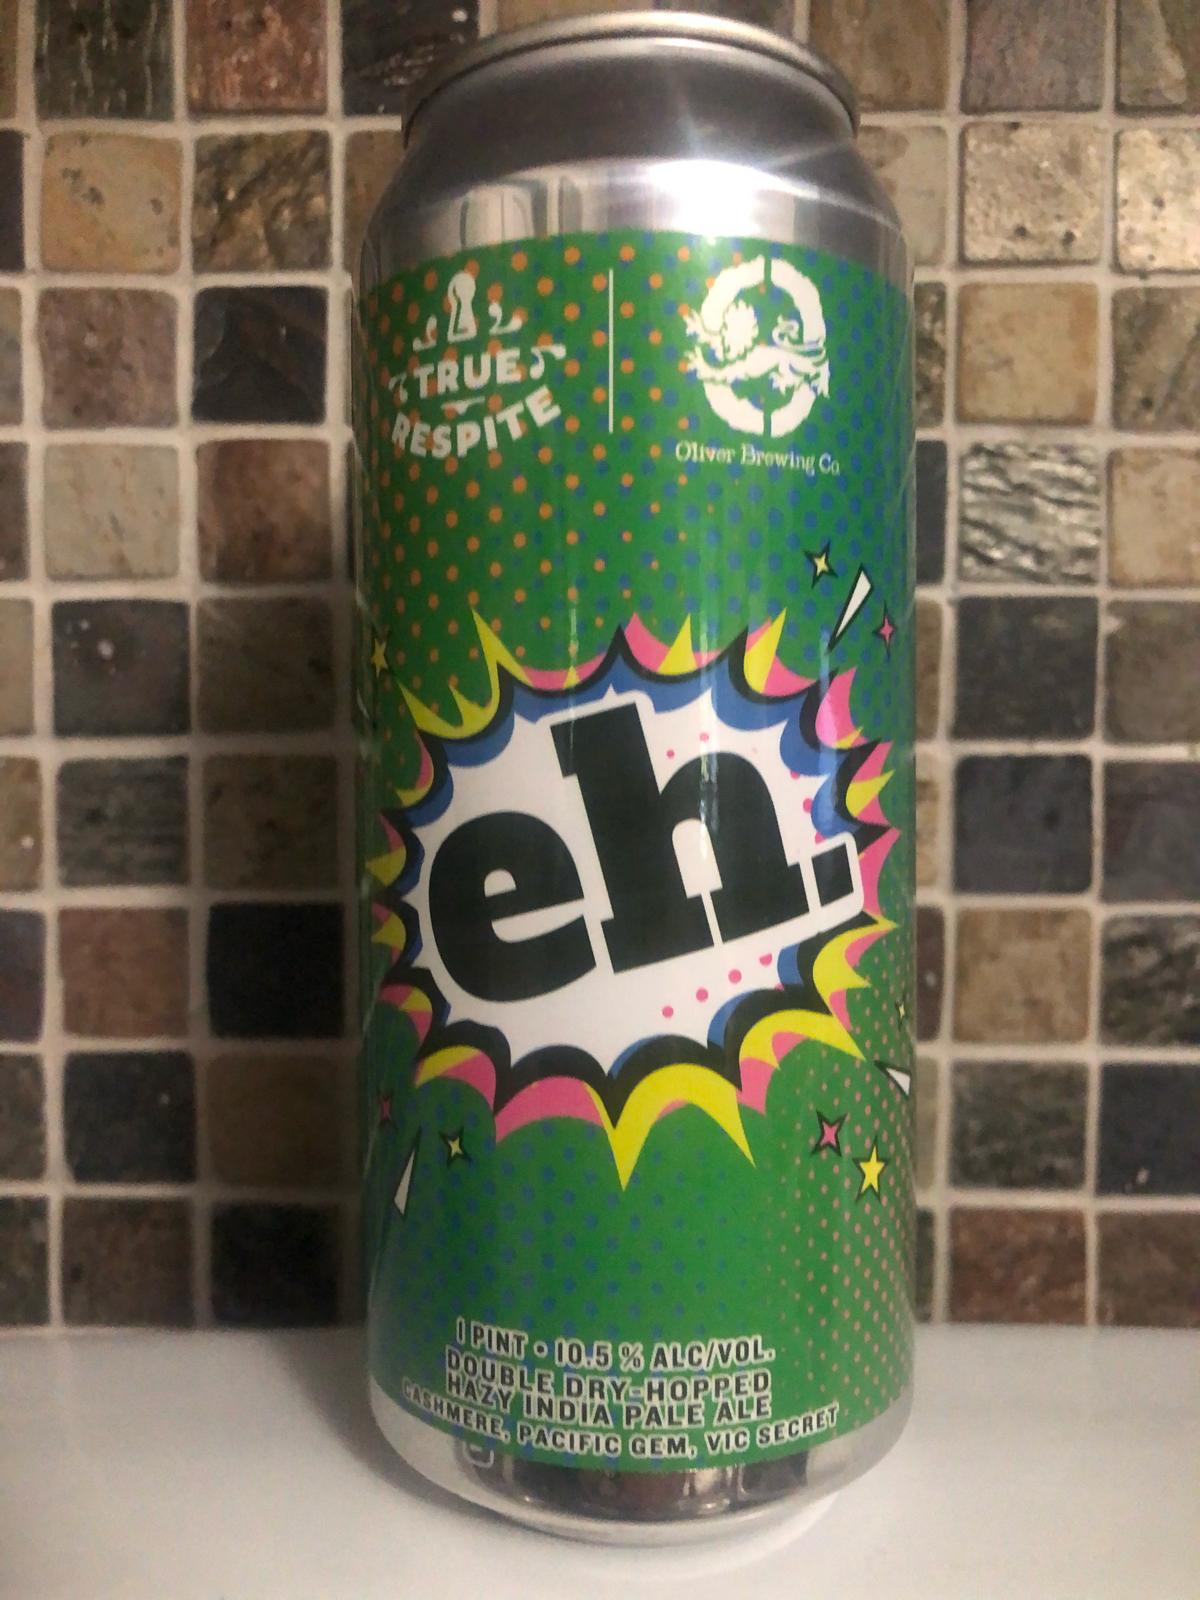 TRUE
RESPITE
Oliver Brewing Co.
eh.
1 PINT • 10.5 % ALC/VOL.
DOUBLE DRY-HOPPED
HAZY INDIA PALE ALE
CASHMERE, PACIFIC GEM, VIC SECRET